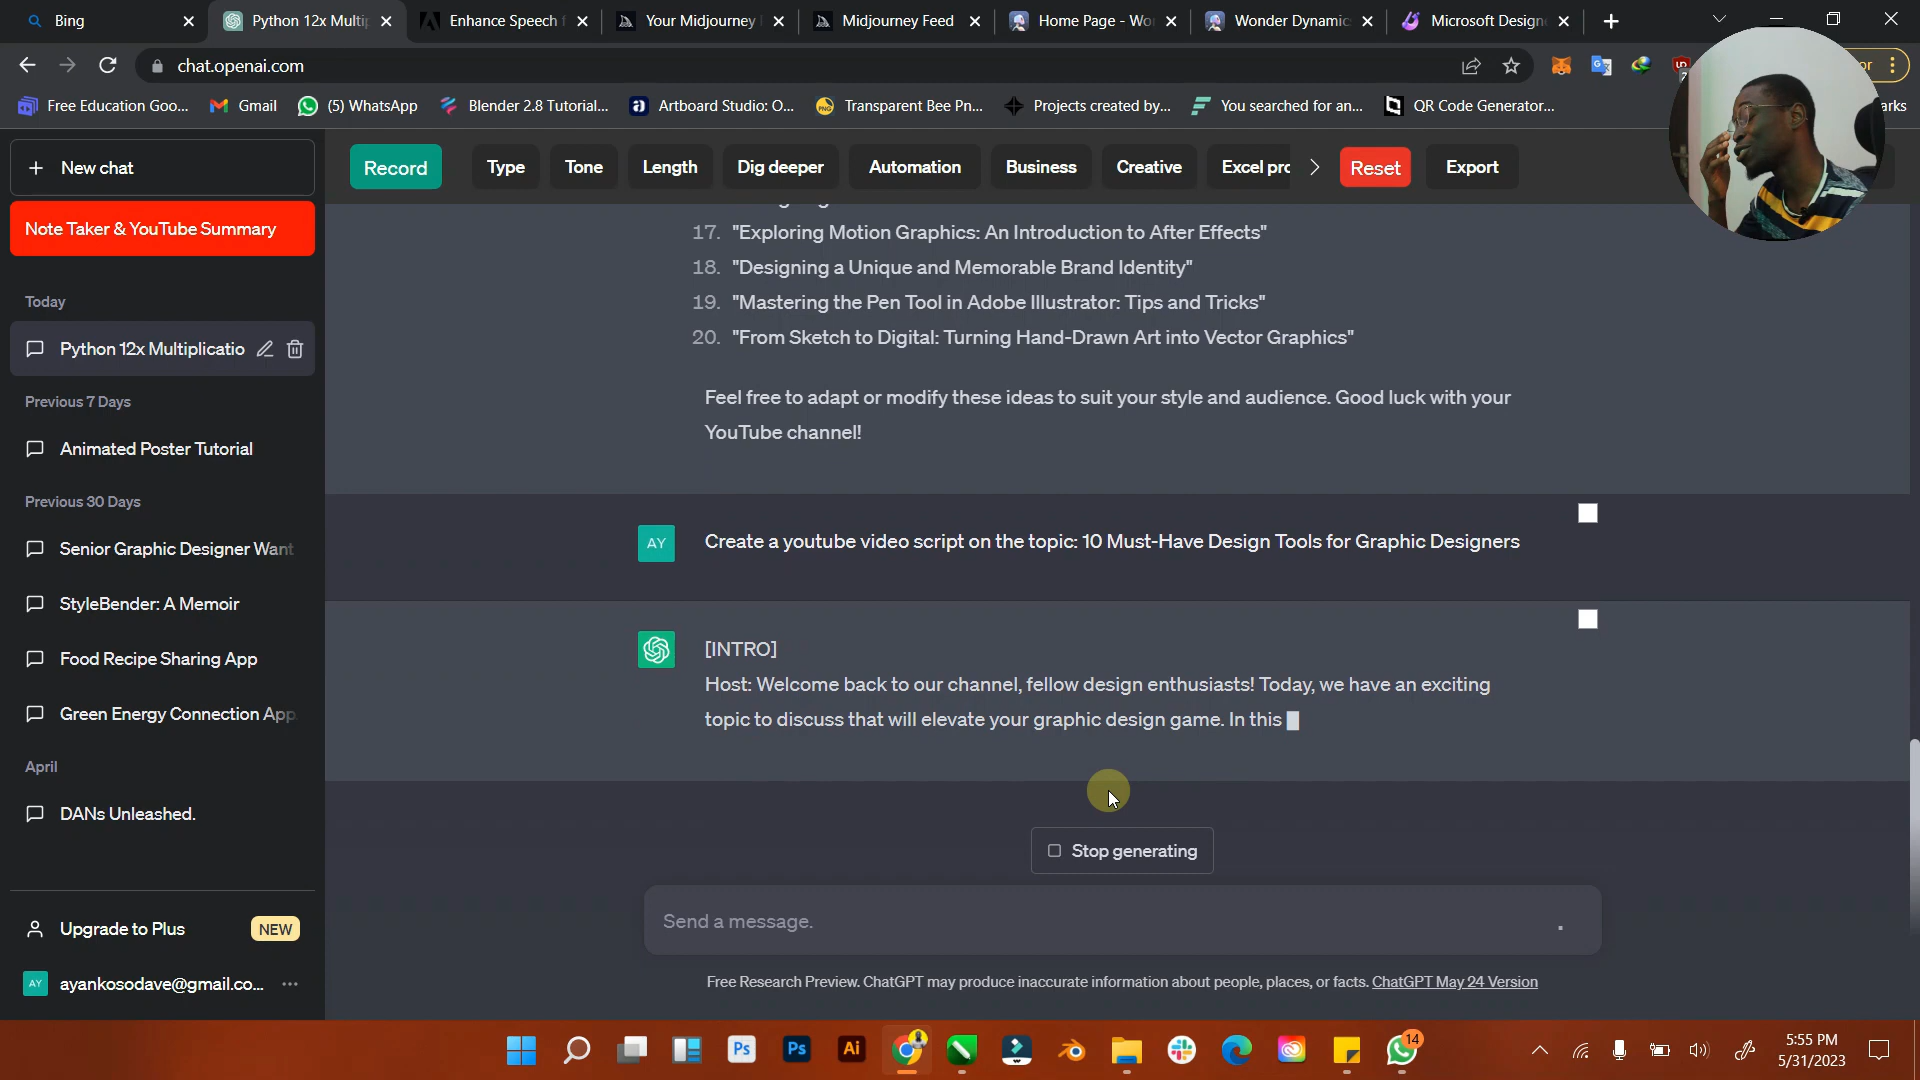 Bing
Python 12x Multip
Enhance Speech f
Your Midjourney
Midjourney Feed
Home Page - Wo
Wonder Dynamic
Microsoft Design
chat.openai.com
Free Education Goo...
Gmail
(5) WhatsApp
Blender 2.8 Tutorial...
Artboard Studio: O...
Transparent Bee Pn...
Projects created by...
You searched for an...
QR Code Generator...
arks
New chat
Record
Type
Tone
Length
Dig deeper
Automation
Business
Creative
Excel pro
Reset
Export
Note Taker & YouTube Summary
Today
Python 12x Multiplicatio
Previous 7 Days
Animated Poster Tutorial
Previous 30 Days
Senior Graphic Designer Want
StyleBender: A Memoir
Food Recipe Sharing App
Green Energy Connection App.
April
DANs Unleashed.
Upgrade to Plus
NEW
AY
ayankosodave@gmail.co...
17. "Exploring Motion Graphics: An Introduction to After Effects"
18. "Designing a Unique and Memorable Brand Identity"
19. "Mastering the Pen Tool in Adobe Illustrator: Tips and Tricks"
20. "From Sketch to Digital: Turning Hand-Drawn Art into Vector Graphics"
Feel free to adapt or modify these ideas to suit your style and audience. Good luck with your
YouTube channel!
AY
Create a youtube video script on the topic: 10 Must-Have Design Tools for Graphic Designers
[INTRO]
Host: Welcome back to our channel, fellow design enthusiasts! Today, we have an exciting
topic to discuss that will elevate your graphic design game. In this
Stop generating
Send a message.
Free Research Preview. ChatGPT may produce inaccurate information about people, places, or facts. ChatGPT May 24 Version
Ps
Ps
Ai
14
5:55 PM
5/31/2023